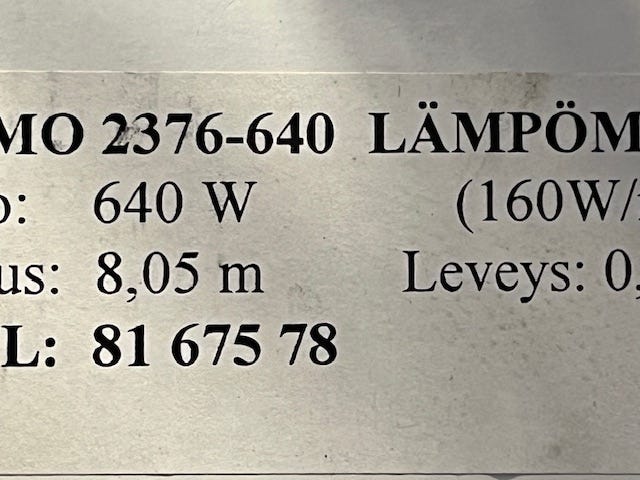 MO 2376-640 LÄMPÖM
o: 640 W (160W/
us: 8,05 m Leveys: 0,
L: 81 675 78